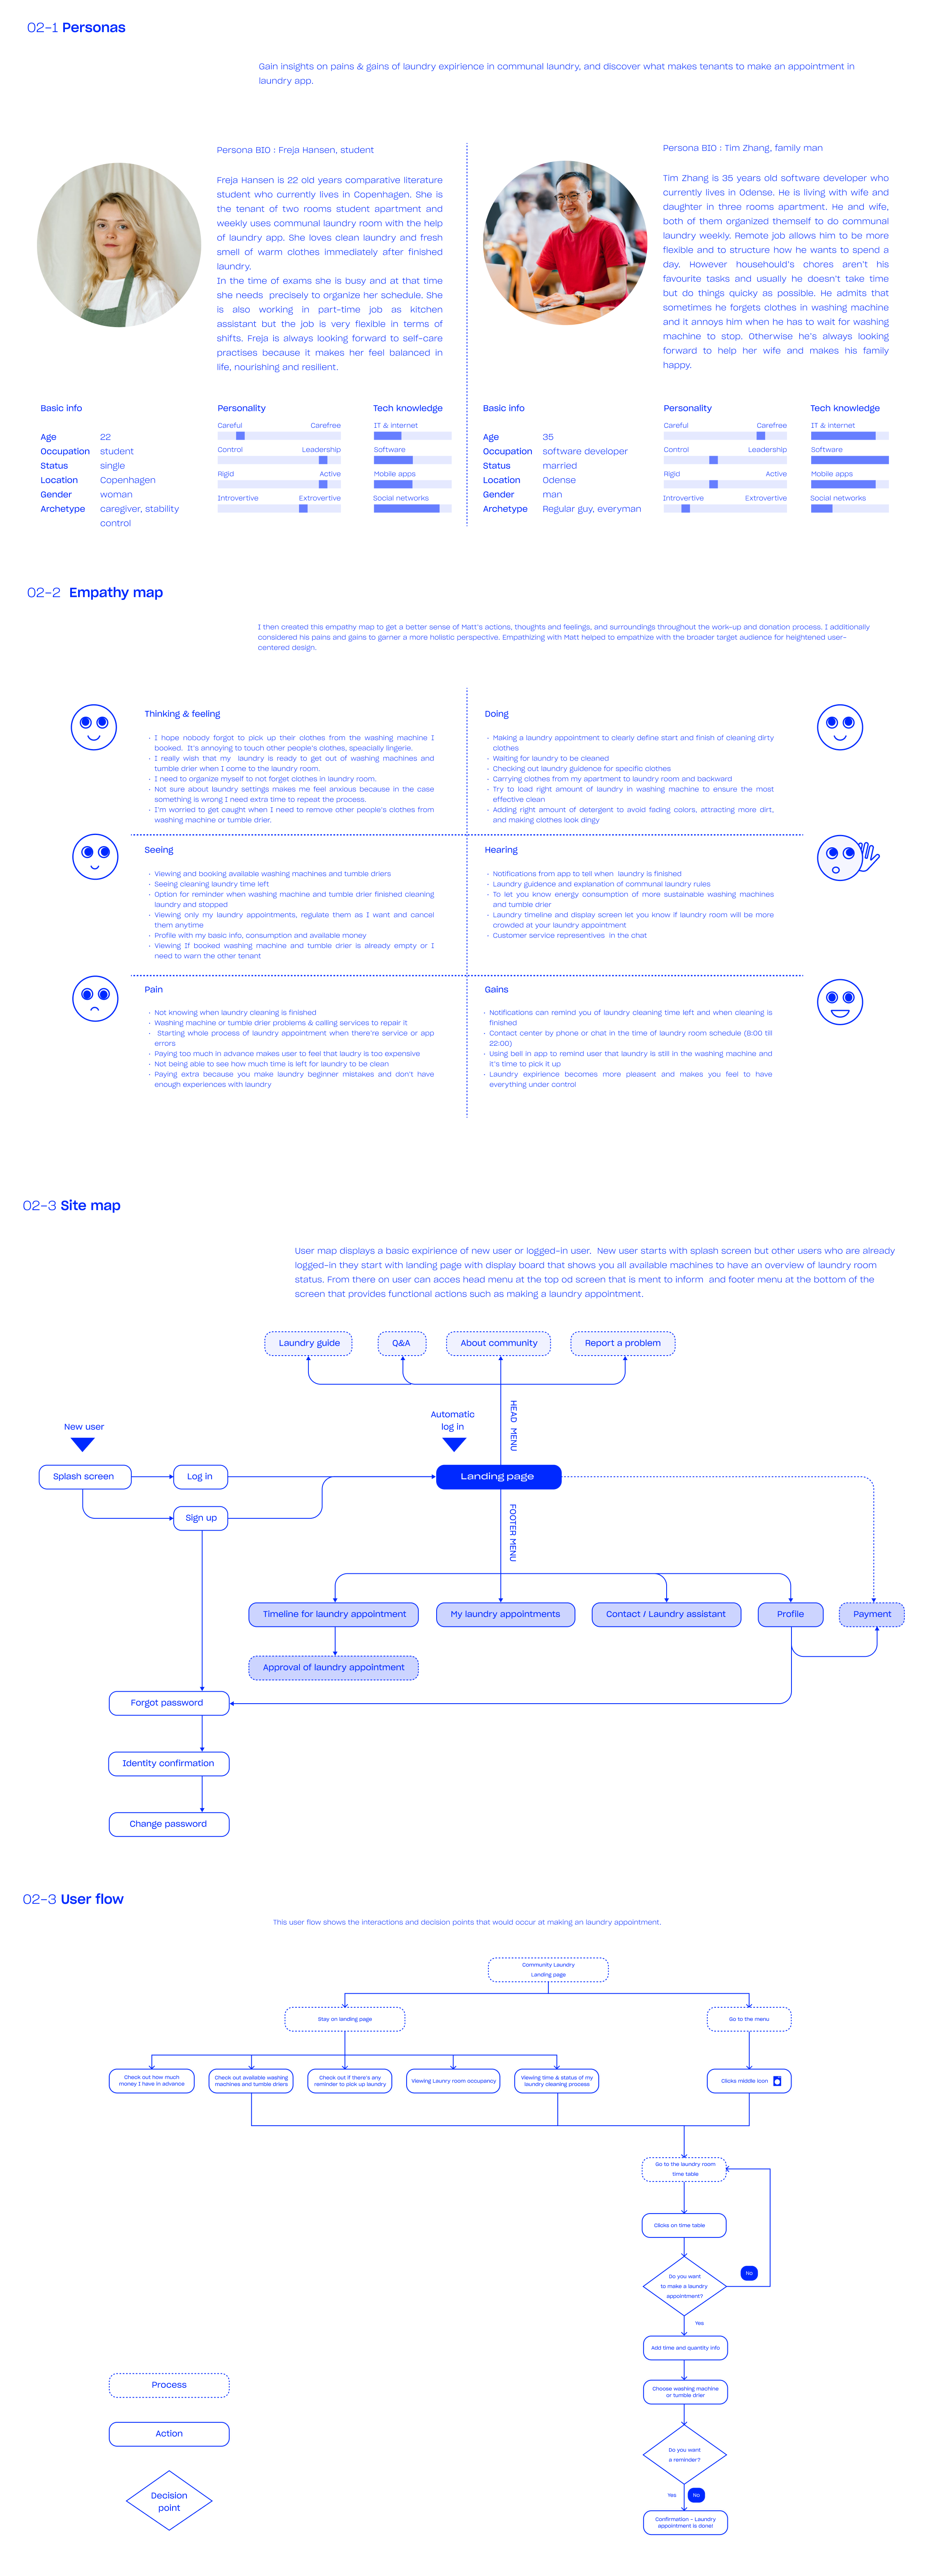 02-1 Personas
Gain insights on pains & gains of laundry expirience in communal laundry, and discover what makes tenants to make an appointment in
laundry app.
Persona BIO : Freja Hansen, student
Freja Hansen is 22 old years comparative literature
student who currently lives in Copenhagen. She is
the tenant of two rooms student apartment and
weekly uses communal laundry room with the help
of laundry app. She loves clean laundry and fresh
smell of warm clothes immediately after finished
laundry.
In the time of exams she is busy and at that time
she needs precisely to organize her schedule. She
is also working in part-time job as kitchen
assistant but the job is very flexible in terms of
shifts. Freja is always looking forward to self-care
practises because it makes her feel balanced in
life, nourishing and resilient.
Basic info
Age 22
Occupation student
Status single
Location Copenhagen
Gender woman
Archetype caregiver, stability
control
Personality
Careful Carefree
Control Leadership
Rigid Active
Introvertive Extrovertive
Tech knowledge
IT & internet
Software
Mobile apps
Social networks
Persona BIO : Tim Zhang, family man
Tim Zhang is 35 years old software developer who
currently lives in Odense. He is living with wife and
daughter in three rooms apartment. He and wife,
both of them organized themself to do communal
laundry weekly. Remote job allows him to be more
flexible and to structure how he wants to spend a
day. However househould's chores aren't his
favourite tasks and usually he doesn't take time
but do things quicky as possible. He admits that
sometimes he forgets clothes in washing machine
and it annoys him when he has to wait for washing
machine to stop. Otherwise he's always looking
forward to help her wife and makes his family
happy.
Basic info
Age 35
Occupation software developer
Status married
Location Odense
Gender man
Archetype Regular guy, everyman
Personality
Careful Carefree
Control Leadership
Rigid Active
Introvertive Extrovertive
Tech knowledge
IT & internet
Software
Mobile apps
Social networks
02-2 Empathy map
I then created this empathy map to get a better sense of Matt's actions, thoughts and feelings, and surroundings throughout the work-up and donation process. I additionally
considered his pains and gains to garner a more holistic perspective. Empathizing with Matt helped to empathize with the broader target audience for heightened user-
centered design.
Thinking & feeling
· I hope nobody forgot to pick up their clothes from the washing machine I
booked. It's annoying to touch other people's clothes, speacially lingerie.
· I really wish that my laundry is ready to get out of washing machines and
tumble drier when I come to the laundry room.
· I need to organize myself to not forget clothes in laundry room.
· Not sure about laundry settings makes me feel anxious because in the case
something is wrong I need extra time to repeat the process.
· I'm worried to get caught when I need to remove other people's clothes from
washing machine or tumble drier.
Doing
· Making a laundry appointment to clearly define start and finish of cleaning dirty
clothes
· Waiting for laundry to be cleaned
· Checking out laundry guidence for specific clothes
· Carrying clothes from my apartment to laundry room and backward
· Try to load right amount of laundry in washing machine to ensure the most
effective clean
· Adding right amount of detergent to avoid fading colors, attracting more dirt,
and making clothes look dingy
Seeing
· Viewing and booking available washing machines and tumble driers
· Seeing cleaning laundry time left
· Option for reminder when washing machine and tumble drier finished cleaning
laundry and stopped
· Viewing only my laundry appointments, regulate them as I want and cancel
them anytime
· Profile with my basic info, consumption and available money
· Viewing If booked washing machine and tumble drier is already empty or I
need to warn the other tenant
Hearing
· Notifications from app to tell when laundry is finished
· Laundry guidance and explanation of communal laundry rules
· To let you know energy consumption of more sustainable washing machines
and tumble drier
· Laundry timeline and display screen let you know if laundry room will be more
crowded at your laundry appointment
· Customer service representives in the chat
Pain
· Not knowing when laundry cleaning is finished
· Washing machine or tumble drier problems & calling services to repair it
· Starting whole process of laundry appointment when there're service or app
errors
· Paying too much in advance makes user to feel that laudry is too expensive
· Not being able to see how much time is left for laundry to be clean
· Paying extra because you make laundry beginner mistakes and don't have
enough experiences with laundry
Gains
· Notifications can remind you of laundry cleaning time left and when cleaning is
finished
· Contact center by phone or chat in the time of laundry room schedule (8:00 till
22:00)
· Using bell in app to remind user that laundry is still in the washing machine and
it's time to pick it up
· Laundry expirience becomes more pleasent and makes you feel to have
everything under control
02-3 Site map
User map displays a basic expirience of new user or logged-in user. New user starts with splash screen but other users who are already
logged-in they start with landing page with display board that shows you all available machines to have an overview of laundry room
status. From there on user can acces head menu at the top od screen that is ment to inform and footer menu at the bottom of the
screen that provides functional actions such as making a laundry appointment.
Laundry guide
Q&A
About community
Report a problem
HEAD MENU
New user
Automatic
log in
Splash screen
Log in
Landing page
Sign up
FOOTER MENU
Timeline for laundry appointment
My laundry appointments
Contact / Laundry assistant
Profile
Payment
Approval of laundry appointment
Forgot password
Identity confirmation
Change password
02-3 User flow
This user flow shows the interactions and decision points that would occur at making an laundry appointment.
Community Laundry
Landing page
Stay on landing page
Go to the menu
Check out how much
money I have in advance
Check out available washing
machines and tumble driers
Check out if there's any
reminder to pick up laundry
Viewing Launry room occupancy
Viewing time & status of my
laundry cleaning process
Clicks middle icon
Go to the laundry room
time table
Clicks on time table
Do you want
to make a laundry
appointment?
No
Yes
Add time and quantity info
Choose washing machine
or tumble drier
Do you want
a reminder?
Yes
No
Confirmation - Laundry
appointment is done!
Process
Action
Decision
point